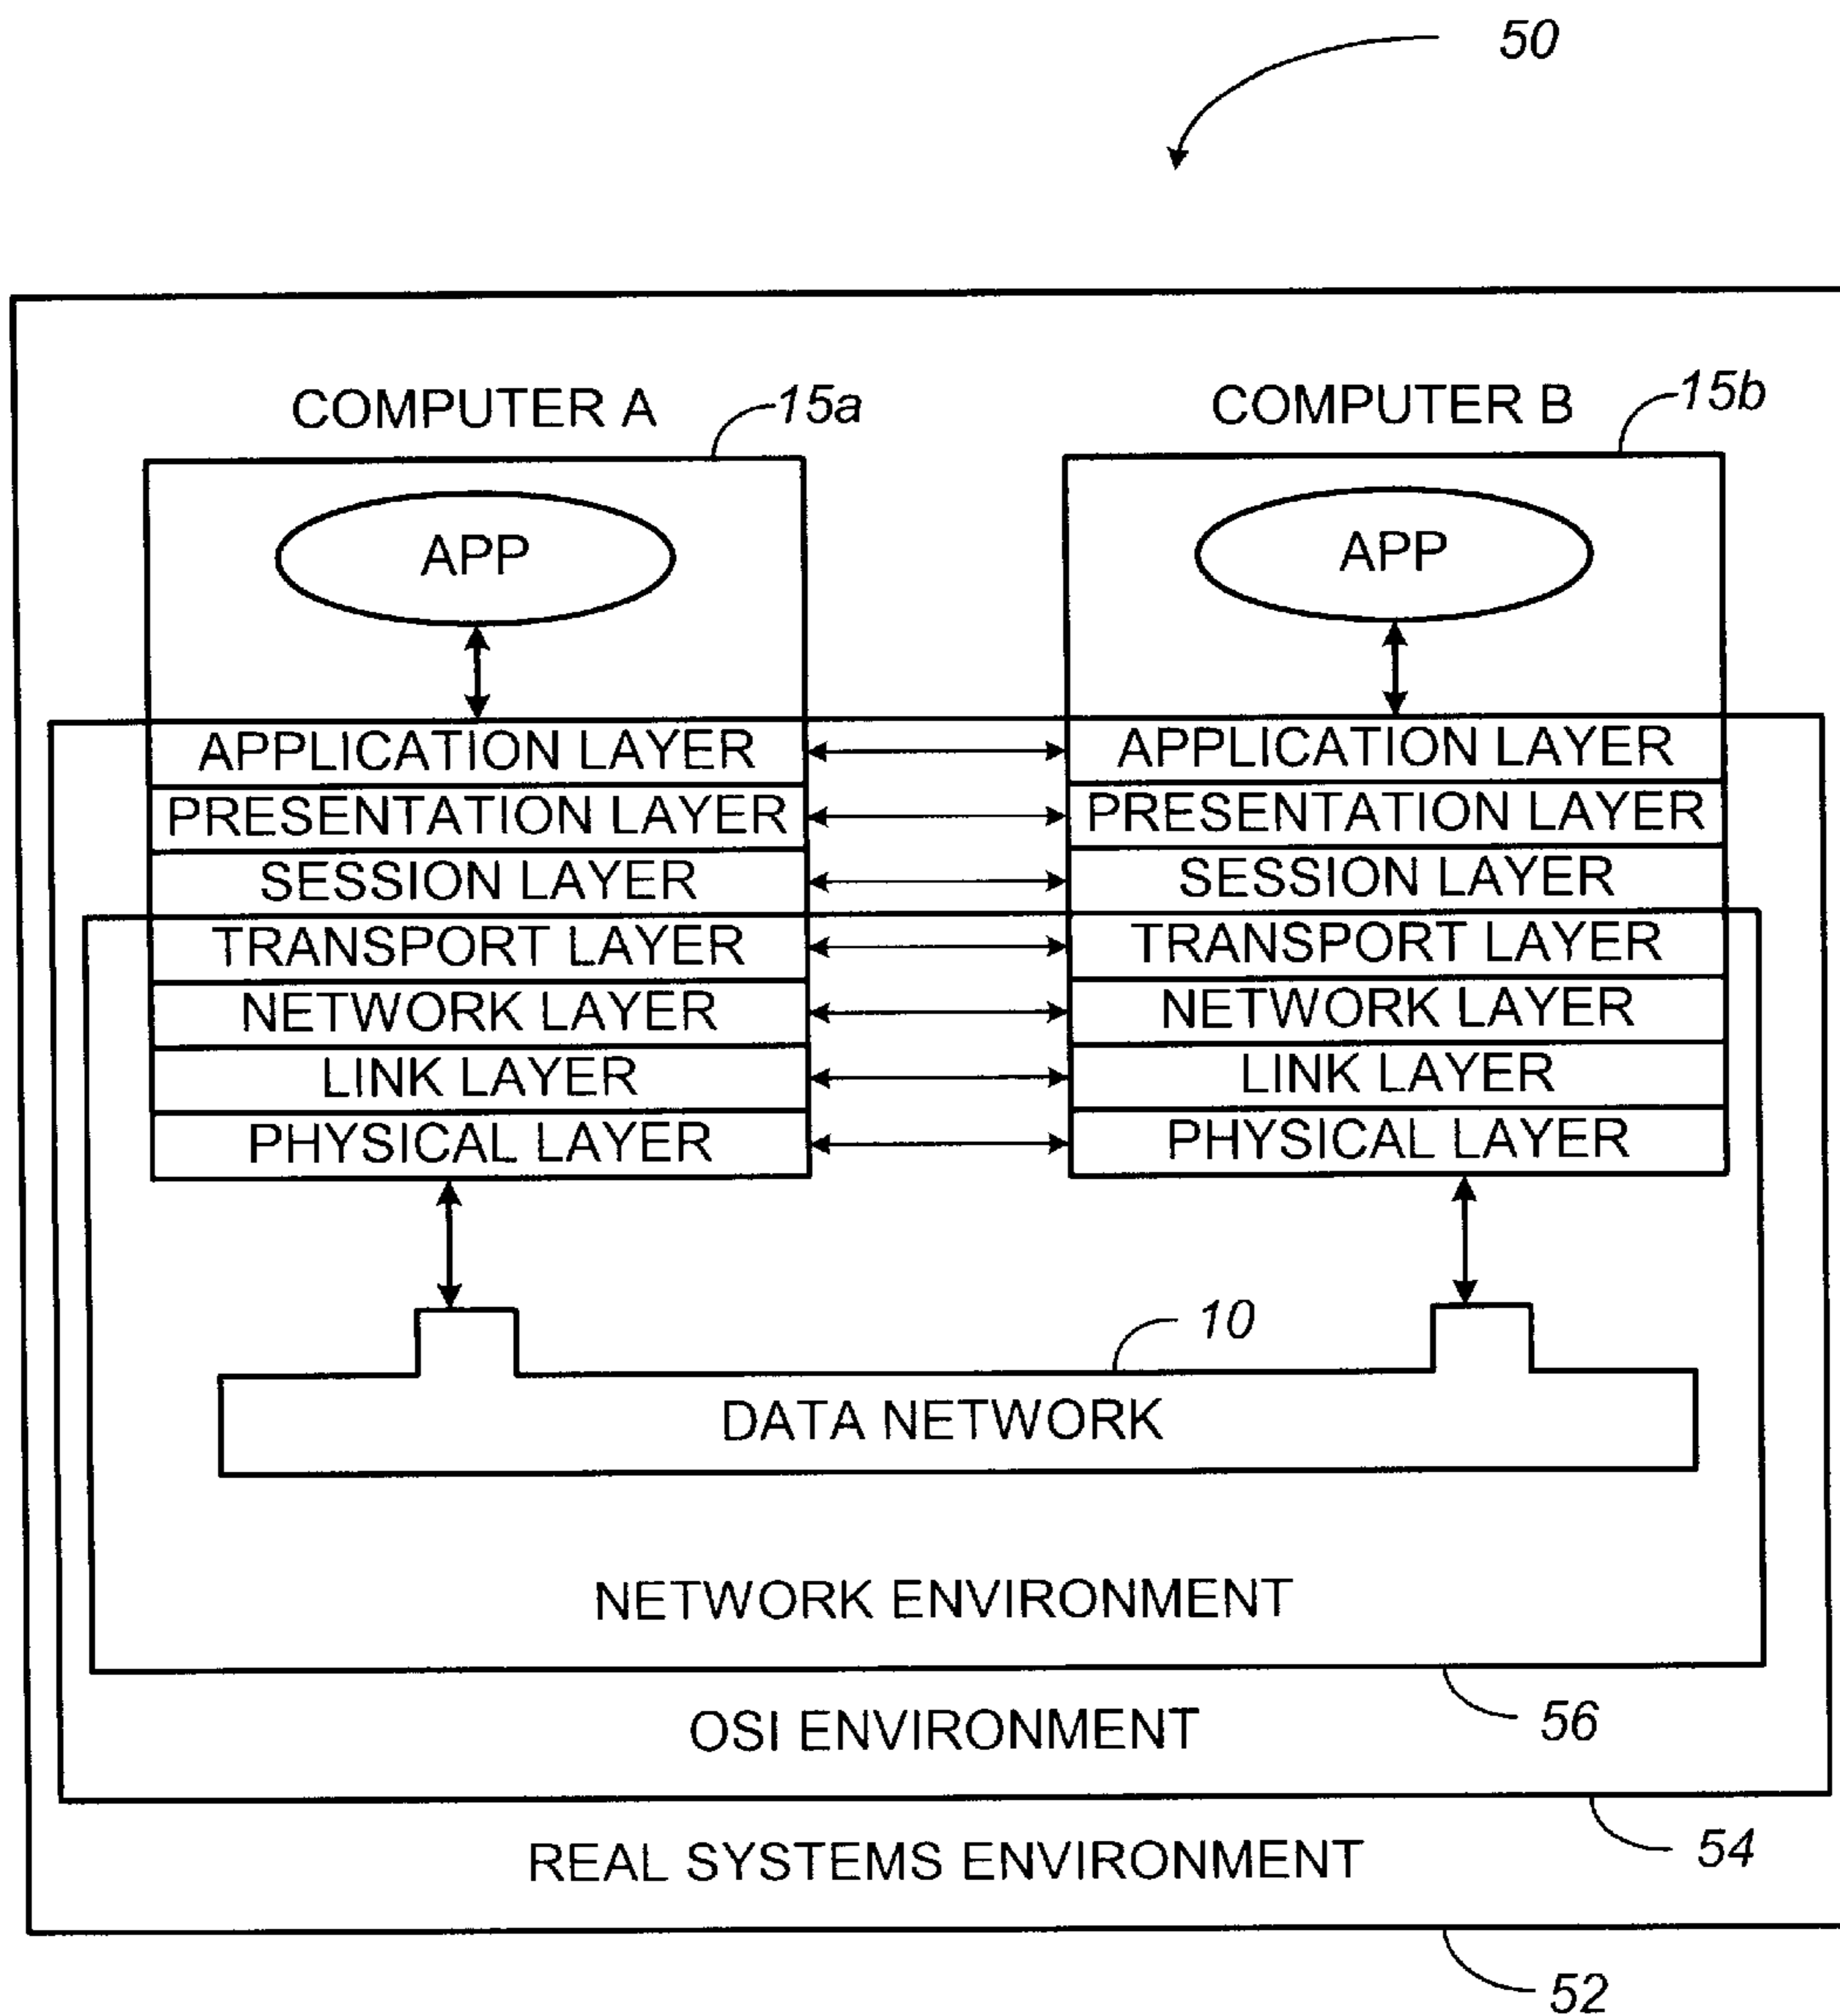 50
COMPUTER A
15a
COMPUTER B
15b
APP
APP
APPLICATION LAYER
APPLICATION LAYER
PRESENTATION LAYER
PRESENTATION LAYER
SESSION LAYER
SESSION LAYER
TRANSPORT LAYER
TRANSPORT LAYER
NETWORK LAYER
NETWORK LAYER
LINK LAYER
LINK LAYER
PHYSICAL LAYER
PHYSICAL LAYER
10
DATA NETWORK
NETWORK ENVIRONMENT
56
OSI ENVIRONMENT
54
REAL SYSTEMS ENVIRONMENT
52